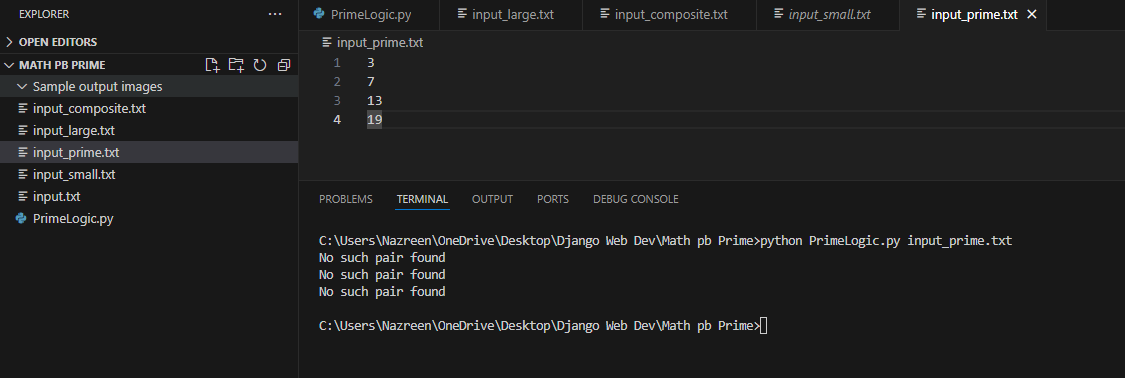 EXPLORER
OPEN EDITORS
MATH PB PRIME
Sample output images
input_composite.txt
input_large.txt
input_prime.txt
input_small.txt
input.txt
PrimeLogic.py
PrimeLogic.py input_large.txt input_composite.txt input_small.txt input_prime.txt
input_prime.txt
1 3
2 7
3 13
4 19
PROBLEMS TERMINAL OUTPUT PORTS DEBUG CONSOLE
C:\Users\Nazreen\OneDrive\Desktop\Django Web Dev\Math pb Prime>python PrimeLogic.py input_prime.txt
No such pair found
No such pair found
No such pair found
C:\Users\Nazreen\OneDrive\Desktop\Django Web Dev\Math pb Prime>